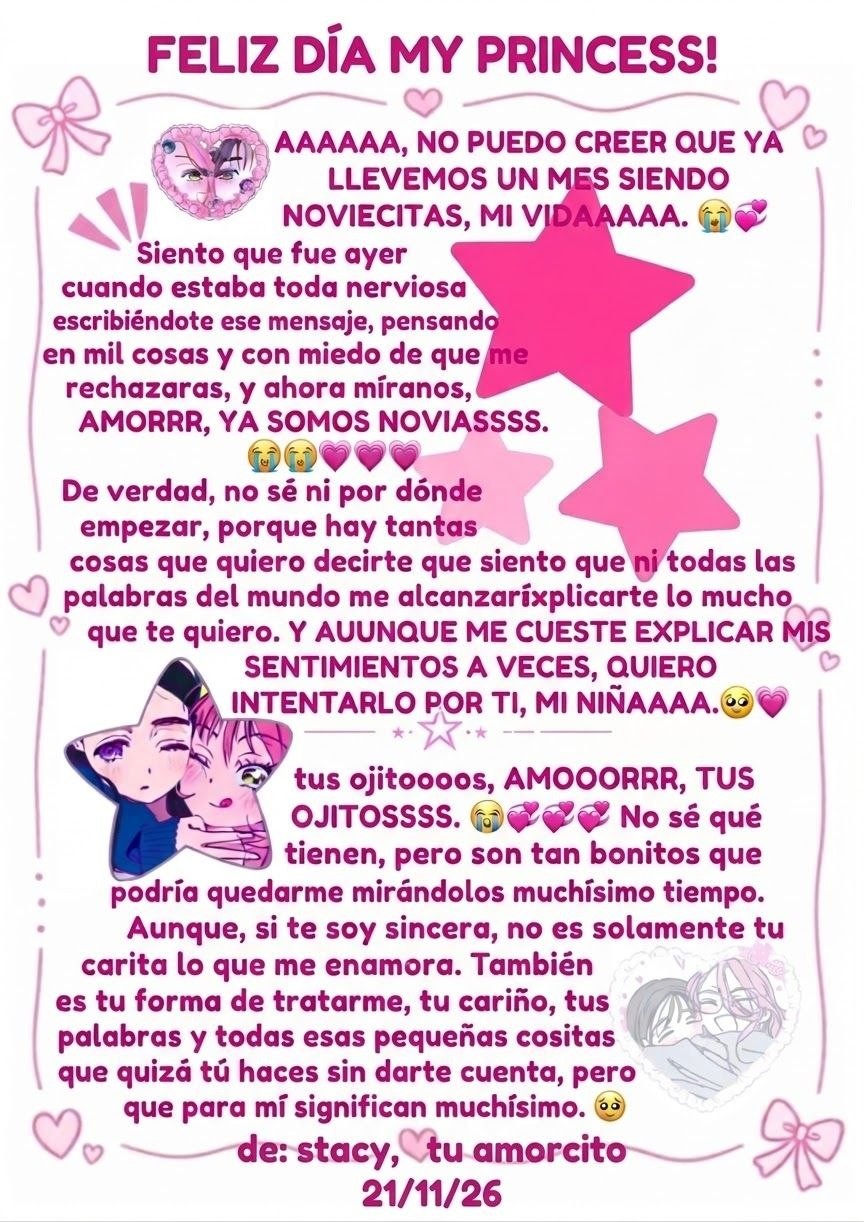 FELIZ DÍA MY PRINCESS!
AAAAAA, NO PUEDO CREER QUE YA
LLEVEMOS UN MES SIENDO
NOVIECITAS, MI VIDAAAAA. 😭💞
Siento que fue ayer
cuando estaba toda nerviosa
escribiéndote ese mensaje, pensando
en mil cosas y con miedo de que me
rechazaras, y ahora míranos,
AMORRR, YA SOMOS NOVIASSSS.
😭😭💗💗💗
De verdad, no sé ni por dónde
empezar, porque hay tantas
cosas que quiero decirte que siento que ni todas las
palabras del mundo me alcanzaríxplicarte lo mucho
que te quiero. Y AUUNQUE ME CUESTE EXPLICAR MIS
SENTIMIENTOS A VECES, QUIERO
INTENTARLO POR TI, MI NIÑAAAA.🥹💗
tus ojitoooos, AMOOORRR, TUS
OJITOSSSS. 😭💞💞💞 No sé qué
tienen, pero son tan bonitos que
podría quedarme mirándolos muchísimo tiempo.
Aunque, si te soy sincera, no es solamente tu
carita lo que me enamora. También
es tu forma de tratarme, tu cariño, tus
palabras y todas esas pequeñas cositas
que quizá tú haces sin darte cuenta, pero
que para mí significan muchísimo. 🥹
de: stacy, tu amorcito
21/11/26